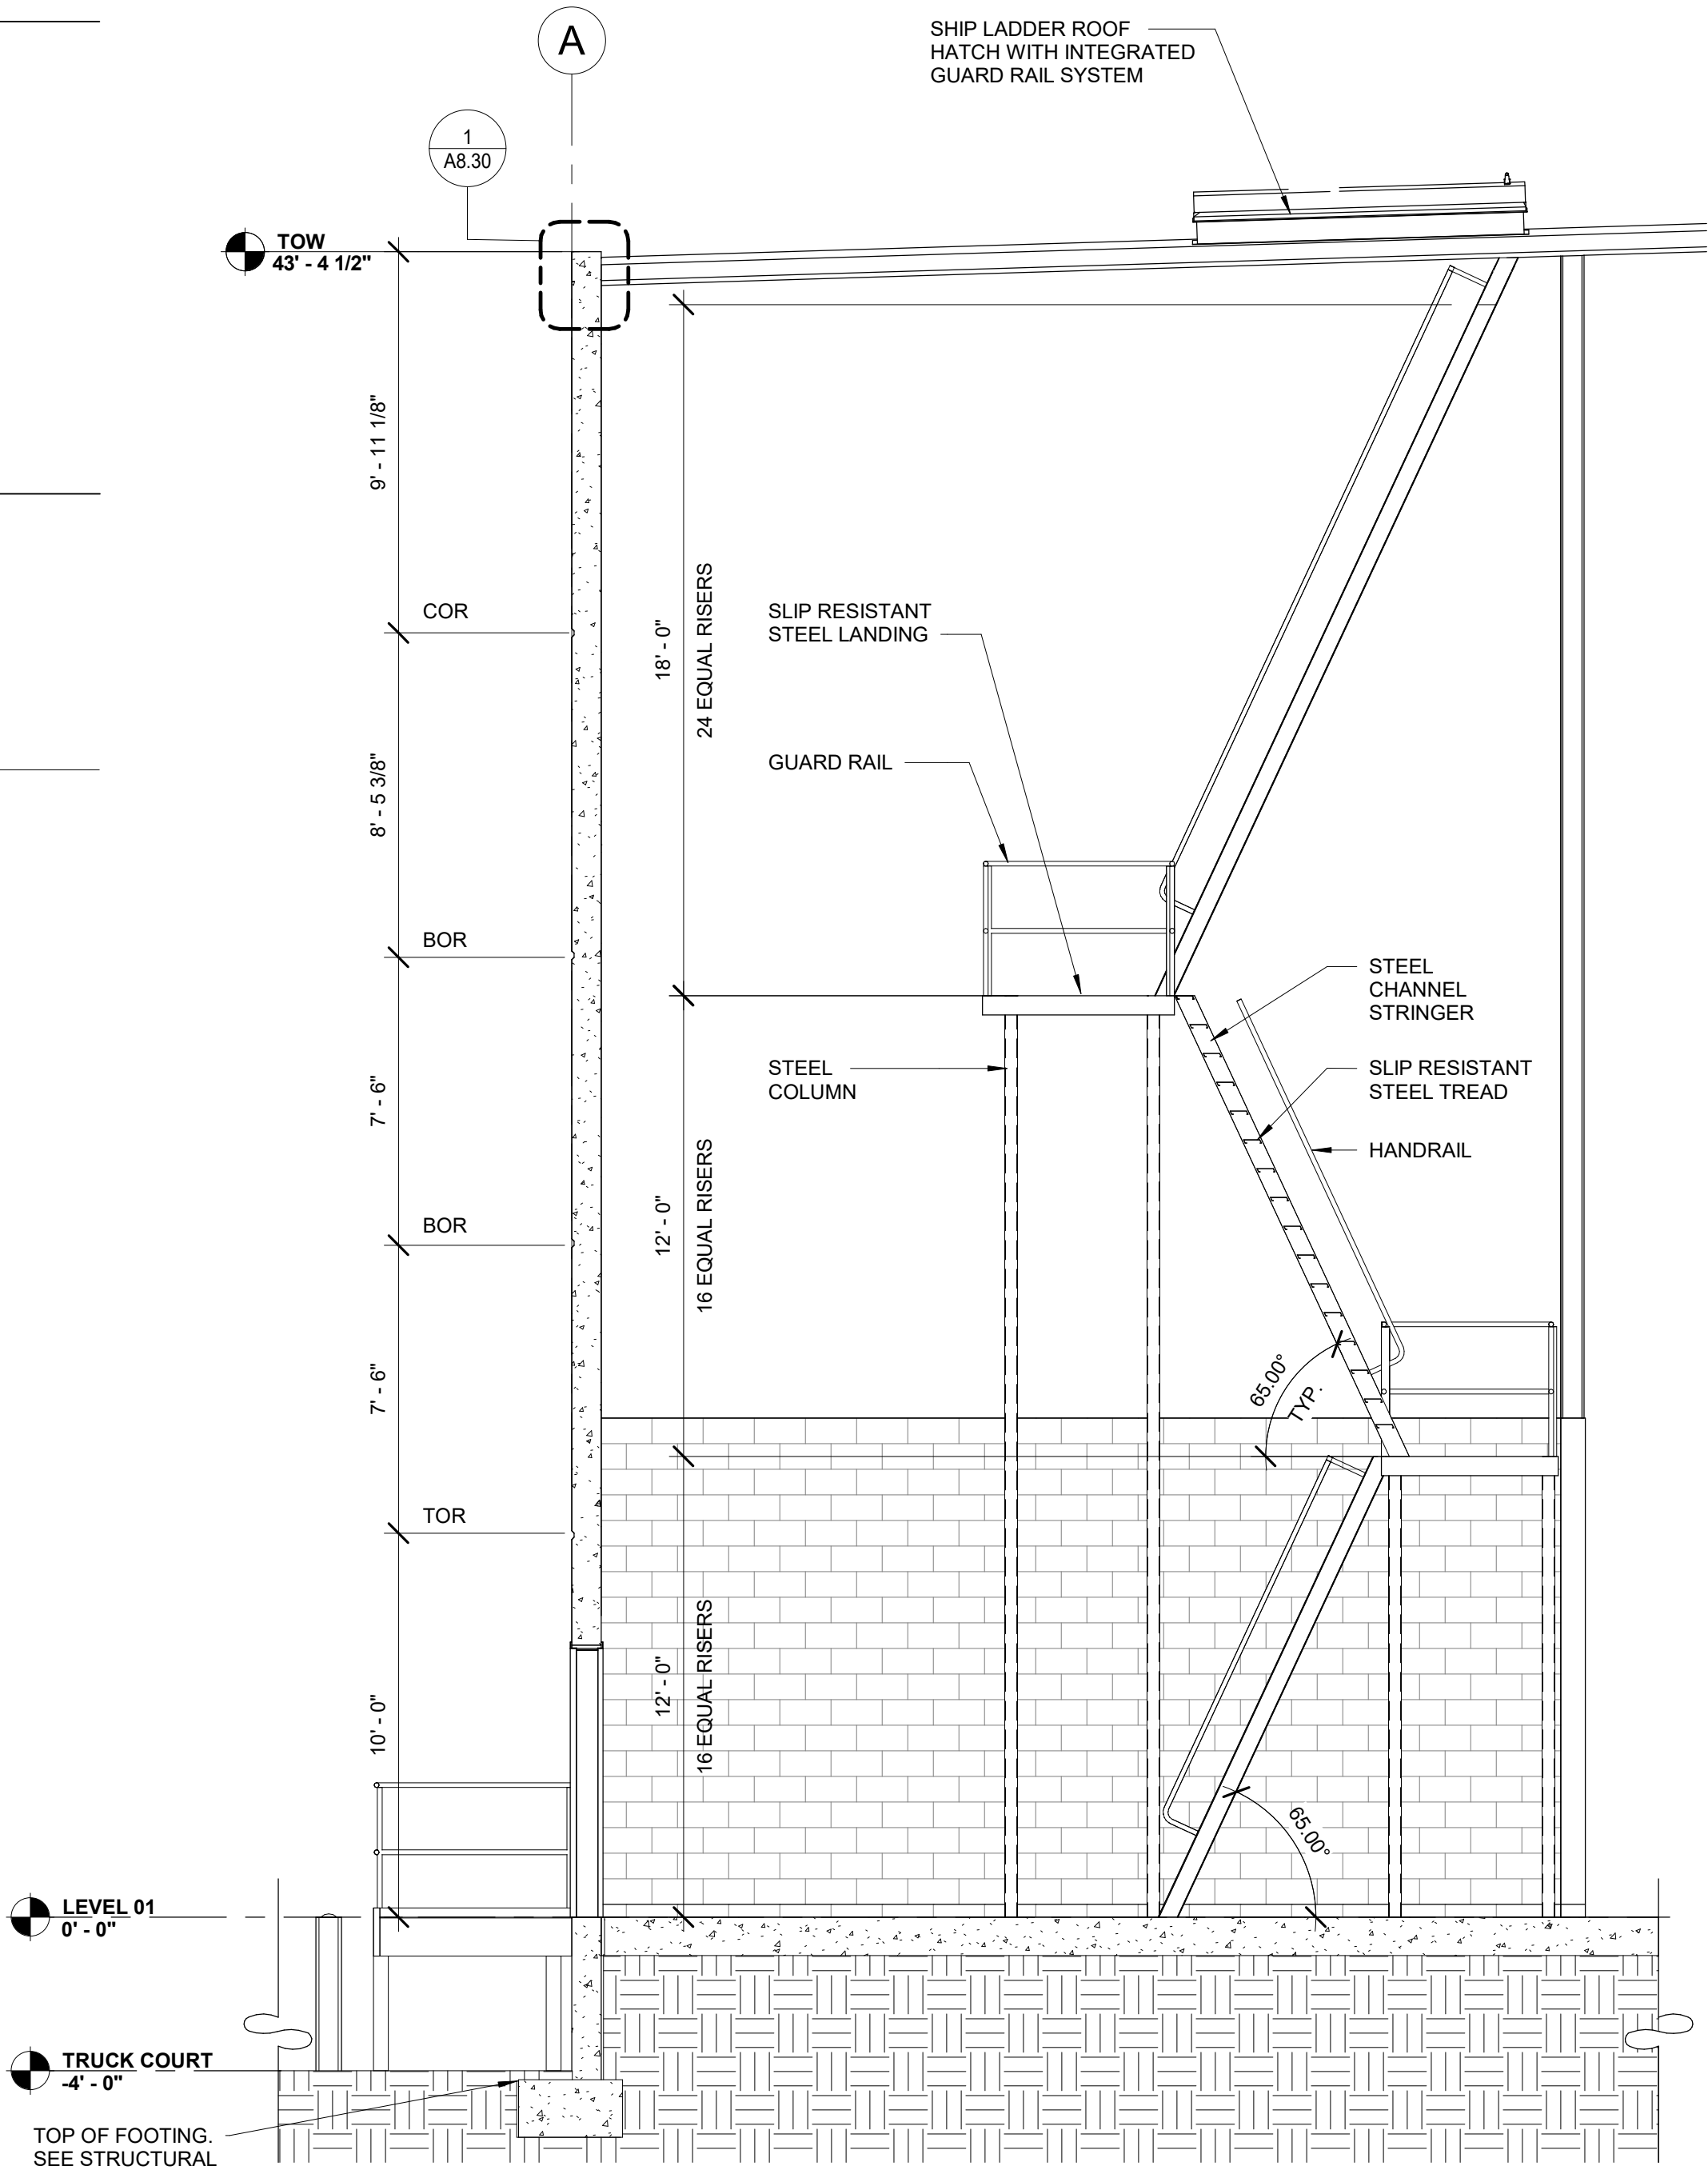 A
SHIP LADDER ROOF
HATCH WITH INTEGRATED
GUARD RAIL SYSTEM
1
A8.30
TOW
43' - 4 1/2"
9' - 11 1/8"
COR
18' - 0"
24 EQUAL RISERS
SLIP RESISTANT
STEEL LANDING
GUARD RAIL
8' - 5 3/8"
BOR
STEEL
CHANNEL
STRINGER
STEEL
COLUMN
SLIP RESISTANT
STEEL TREAD
HANDRAIL
7' - 6"
12' - 0"
16 EQUAL RISERS
BOR
7' - 6"
65.00°
TYP.
TOR
12' - 0"
16 EQUAL RISERS
10' - 0"
65.00°
LEVEL 01
0' - 0"
TRUCK COURT
-4' - 0"
TOP OF FOOTING.
SEE STRUCTURAL